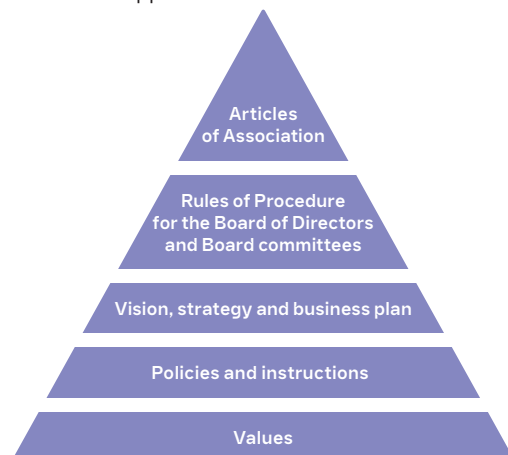 Articles
of Association
Rules of Procedure
for the Board of Directors
and Board committees
Vision, strategy and business plan
Policies and instructions
Values